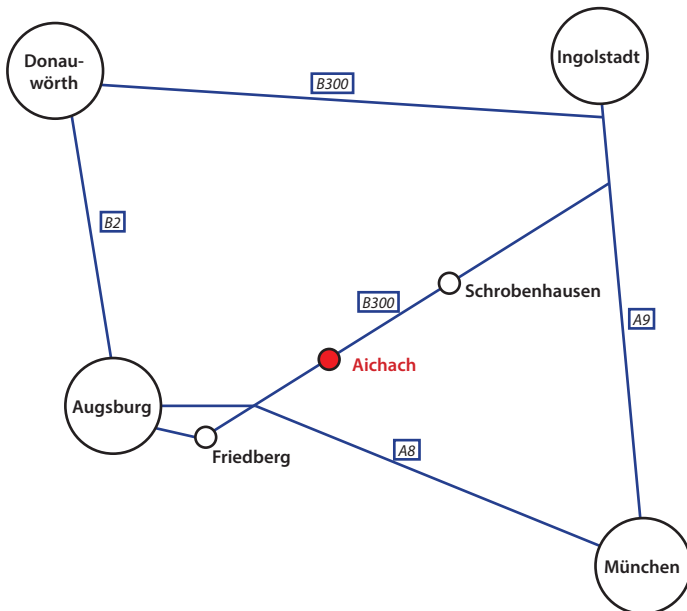 Donau-
wörth
Ingolstadt
B300
B2
Schrobenhausen
B300
A9
Aichach
Augsburg
Friedberg
A8
München